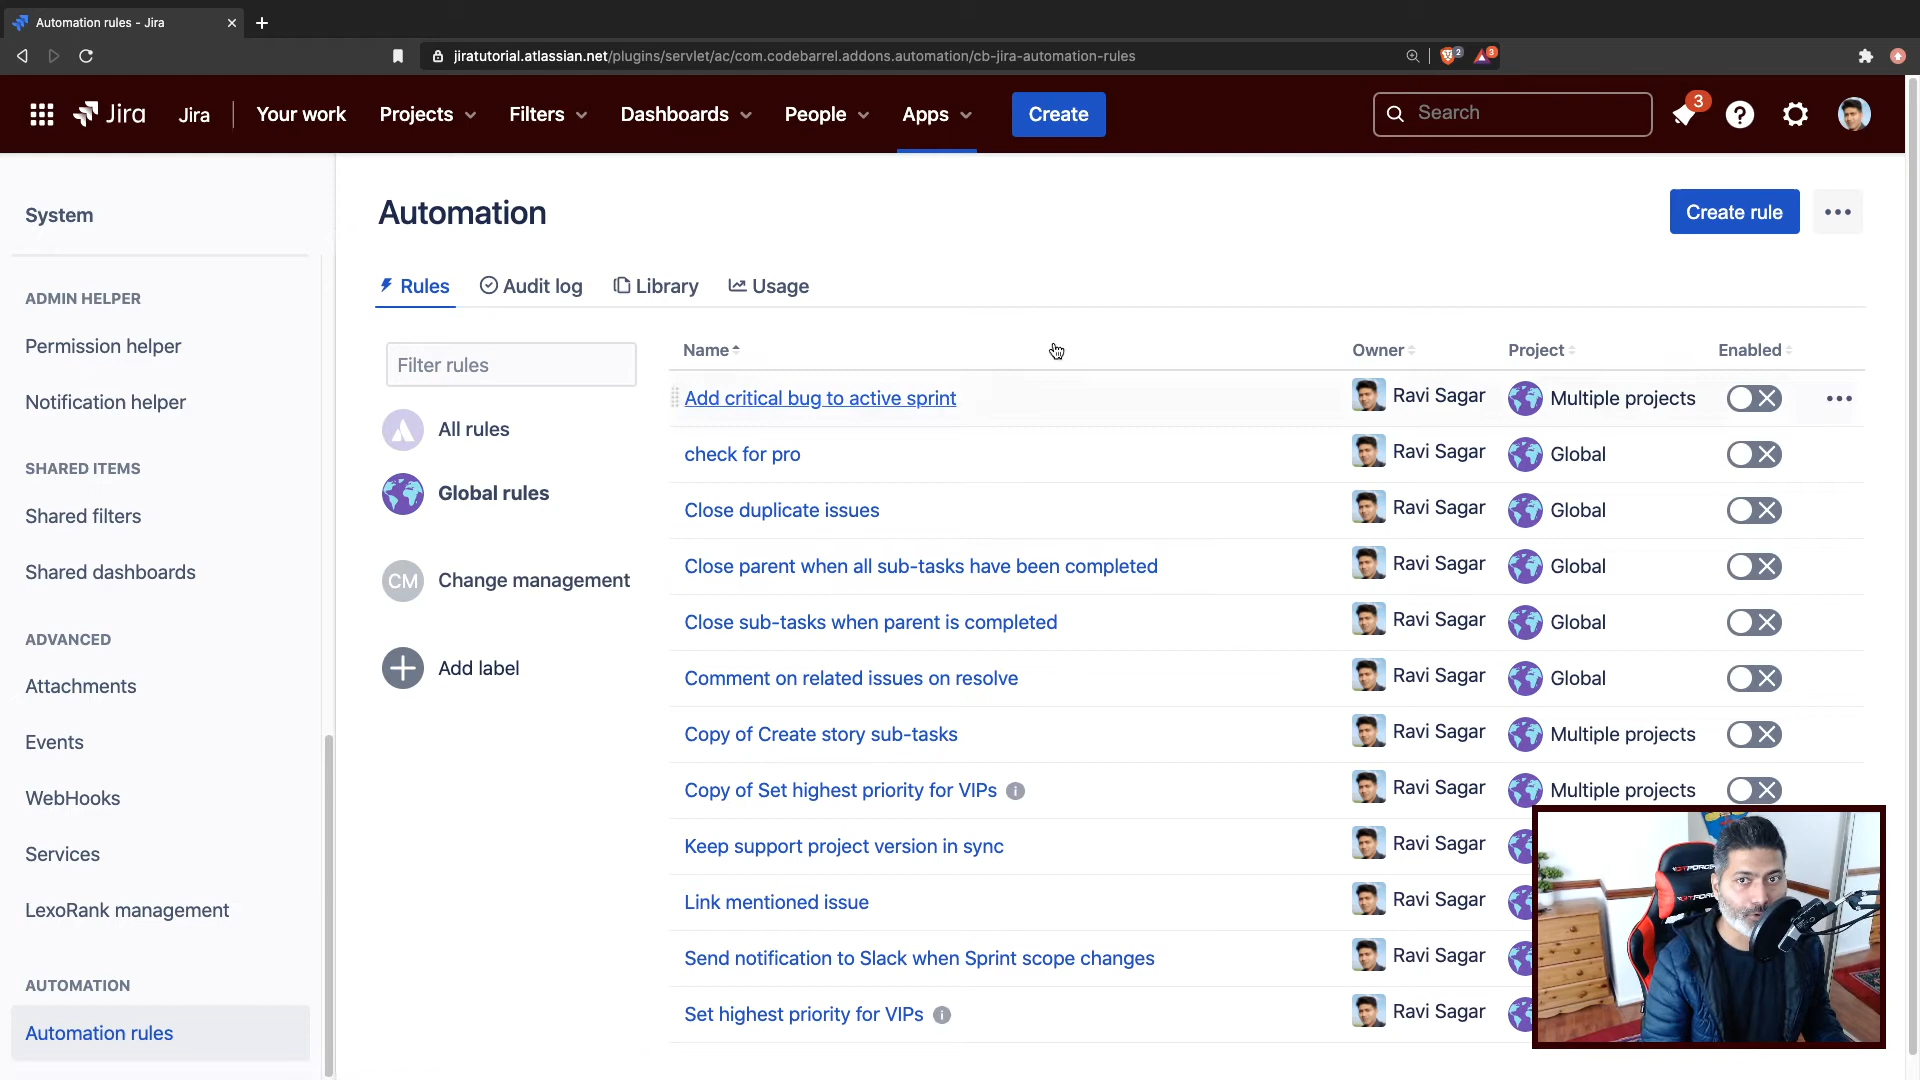 Automation rules - Jira
jiratutorial.atlassian.net/plugins/servlet/ac/com.codebarrel.addons.automation/cb-jira-automation-rules
2
3
Jira
Jira
Your work
Projects
Filters
Dashboards
People
Apps
Create
Search
3
System
ADMIN HELPER
Permission helper
Notification helper
SHARED ITEMS
Shared filters
Shared dashboards
ADVANCED
Attachments
Events
WebHooks
Services
LexoRank management
AUTOMATION
Automation rules
Automation
Create rule
Rules
Audit log
Library
Usage
Filter rules
All rules
Global rules
CM Change management
Add label
Name Owner Project Enabled
Add critical bug to active sprint Ravi Sagar Multiple projects
check for pro Ravi Sagar Global
Close duplicate issues Ravi Sagar Global
Close parent when all sub-tasks have been completed Ravi Sagar Global
Close sub-tasks when parent is completed Ravi Sagar Global
Comment on related issues on resolve Ravi Sagar Global
Copy of Create story sub-tasks Ravi Sagar Multiple projects
Copy of Set highest priority for VIPs Ravi Sagar Multiple projects
Keep support project version in sync Ravi Sagar
Link mentioned issue Ravi Sagar
Send notification to Slack when Sprint scope changes Ravi Sagar
Set highest priority for VIPs Ravi Sagar